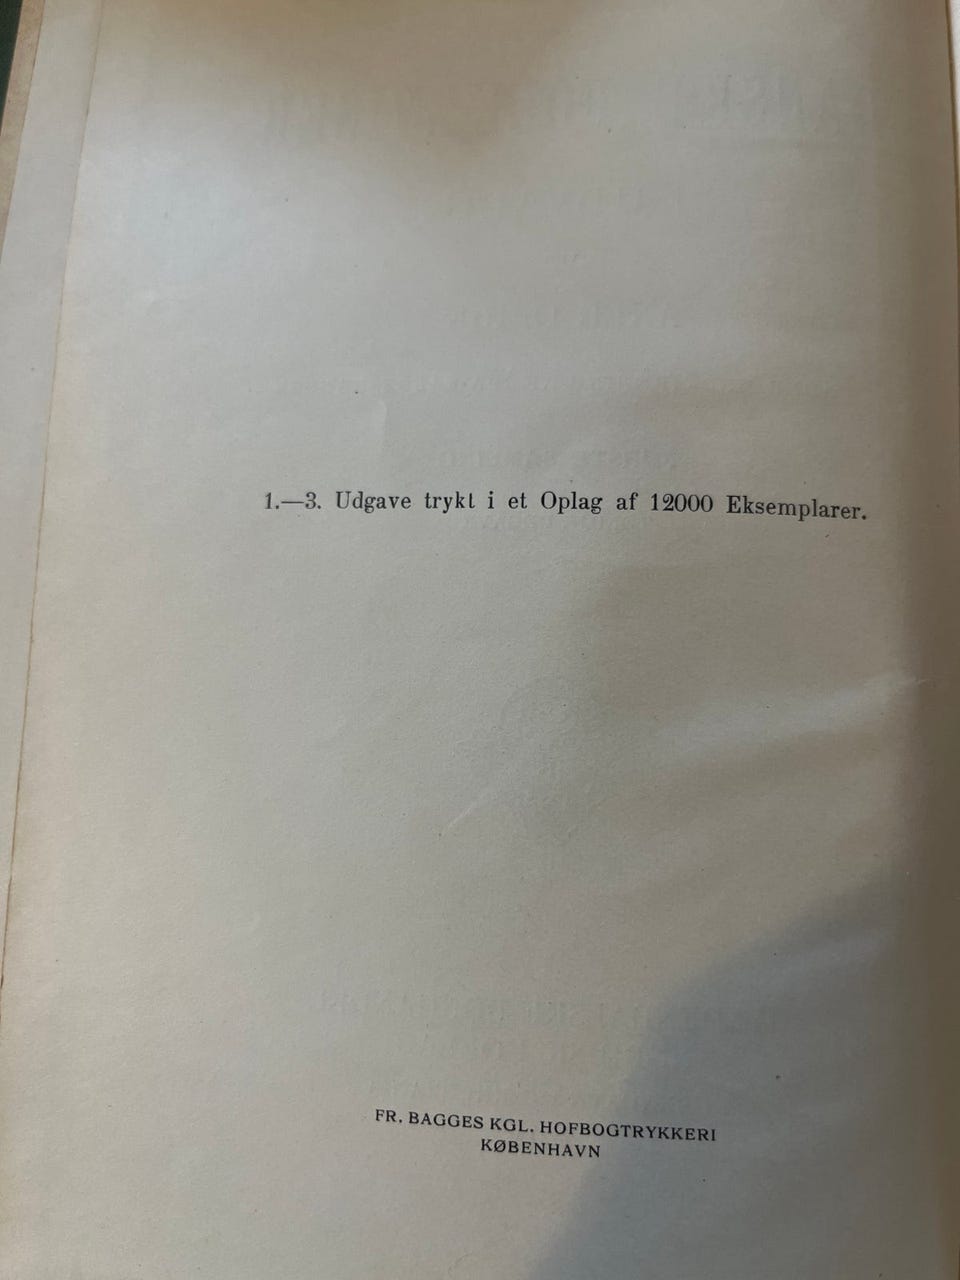 1.—3. Udgave trykt i et Oplag af 12000 Eksemplarer.
FR. BAGGES KGL. HOFBOGTRYKKERI
KØBENHAVN